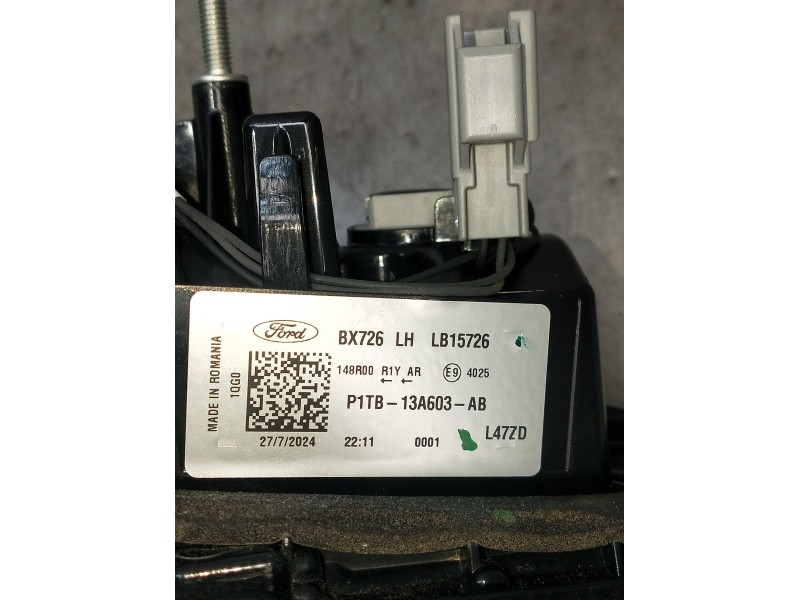 MADE IN ROMANIA
1QG0
Ford
BX726 LH LB15726
148R00 R1Y AR E9 4025
← ←
P1TB-13A603-AB
27/7/2024 22:11 0001 L47ZD